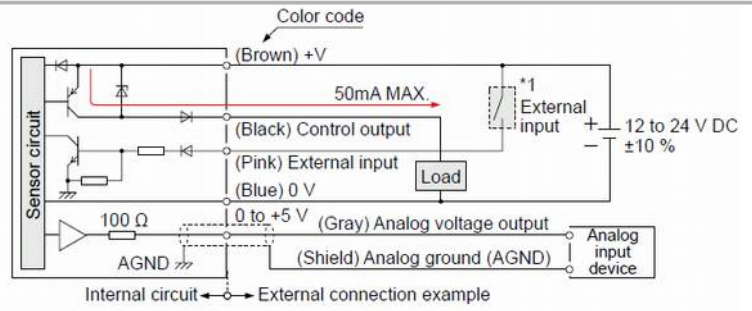 Color code
(Brown) +V
50mA MAX.
*1
External
input
+
−
12 to 24 V DC
±10 %
(Black) Control output
(Pink) External input
Load
(Blue) 0 V
Sensor circuit
100 Ω
0 to +5 V
(Gray) Analog voltage output
Analog
input
device
AGND
(Shield) Analog ground (AGND)
Internal circuit
External connection example